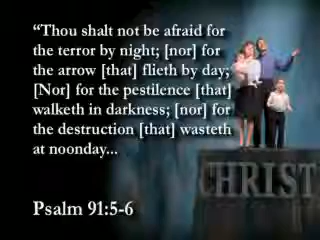 “Thou shalt not be afraid for
the terror by night; [nor] for
the arrow [that] flieth by day;
[Nor] for the pestilence [that]
walketh in darkness; [nor] for
the destruction [that] wasteth
at noonday...
CHRIST
Psalm 91:5-6